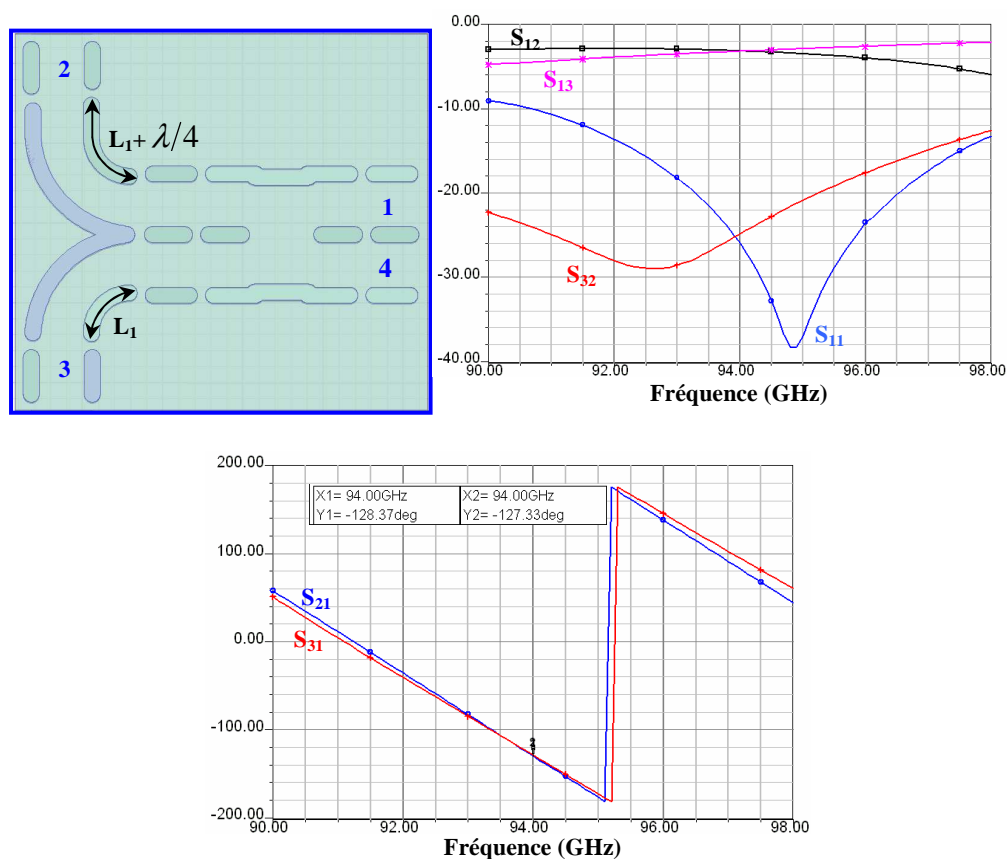 2
L₁+ λ/4
1
4
L₁
3
0.00
-10.00
-20.00
-30.00
-40.00
S₁₂
S₁₃
S₃₂
S₁₁
90.00 92.00 94.00 96.00 98.00
Fréquence (GHz)
200.00
100.00
0.00
-100.00
-200.00
X1= 94.00GHz
Y1= -128.37deg
X2= 94.00GHz
Y2= -127.33deg
S₂₁
S₃₁
90.00 92.00 94.00 96.00 98.00
Fréquence (GHz)